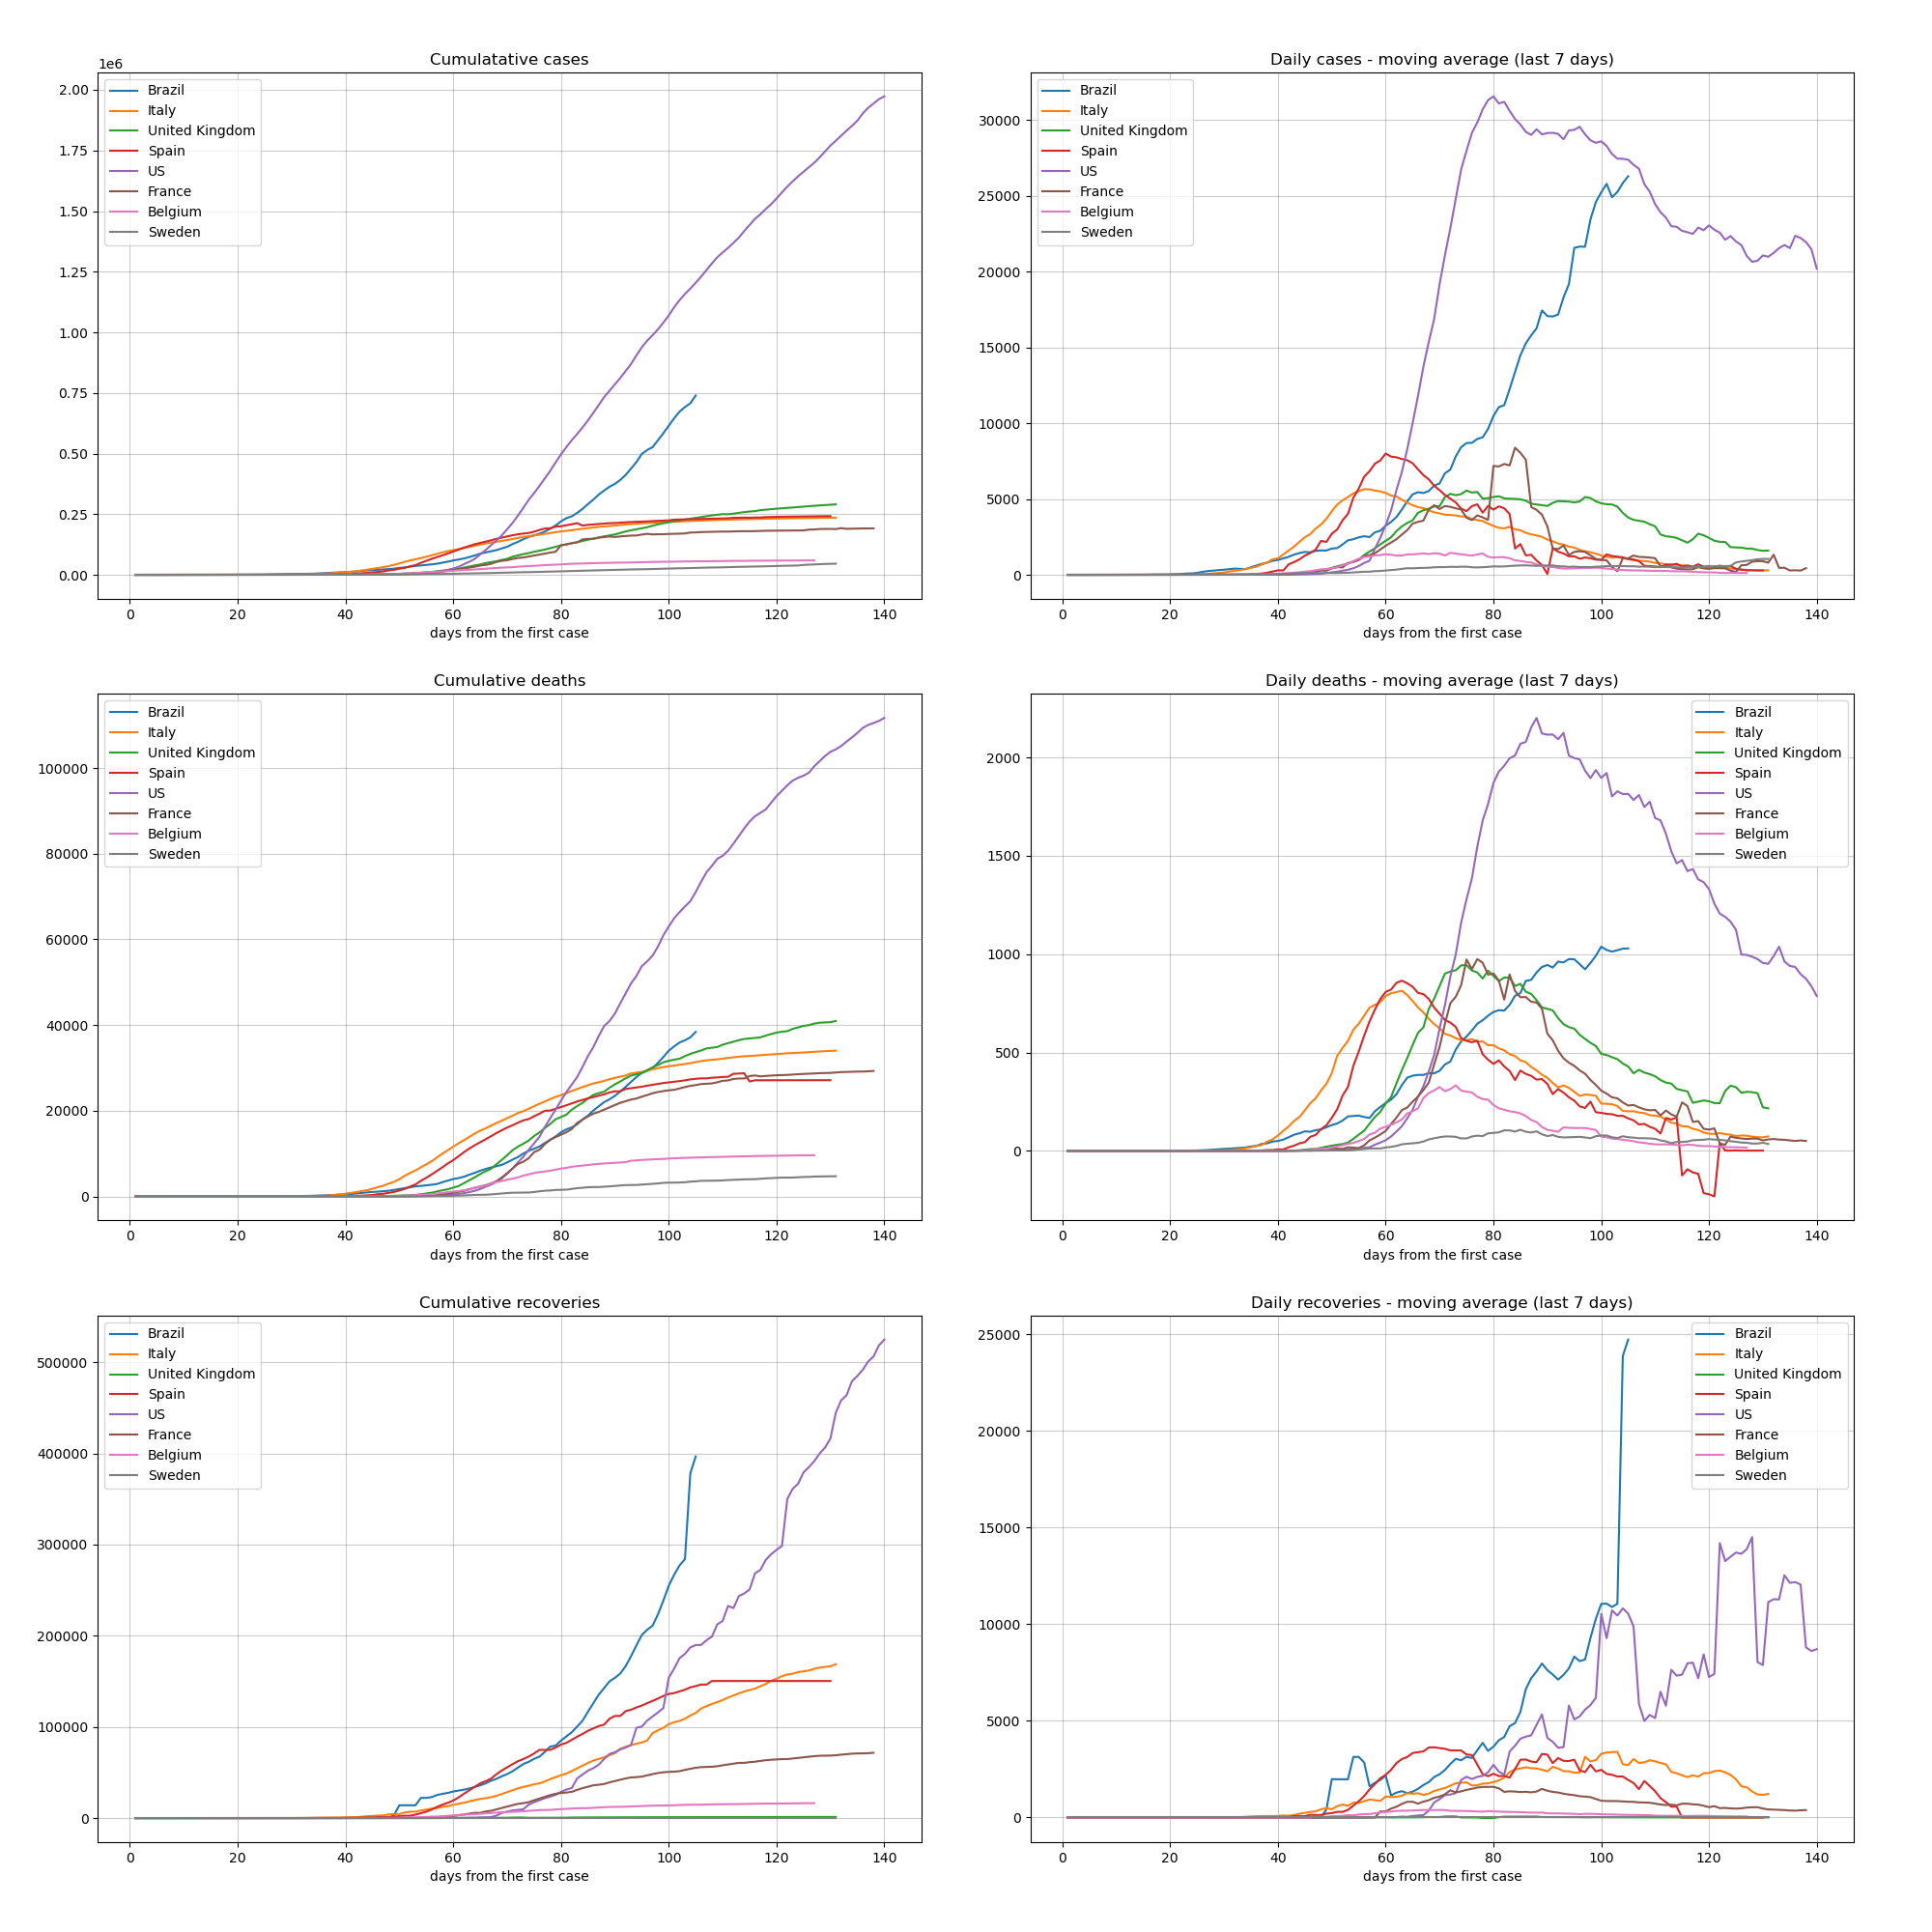 Cumulatative cases
1e6
2.00
1.75
1.50
1.25
1.00
0.75
0.50
0.25
0.00
0 20 40 60 80 100 120 140
days from the first case
Brazil
Italy
United Kingdom
Spain
US
France
Belgium
Sweden
Daily cases - moving average (last 7 days)
30000
25000
20000
15000
10000
5000
0
0 20 40 60 80 100 120 140
days from the first case
Brazil
Italy
United Kingdom
Spain
US
France
Belgium
Sweden
Cumulative deaths
100000
80000
60000
40000
20000
0
0 20 40 60 80 100 120 140
days from the first case
Brazil
Italy
United Kingdom
Spain
US
France
Belgium
Sweden
Daily deaths - moving average (last 7 days)
2000
1500
1000
500
0
0 20 40 60 80 100 120 140
days from the first case
Brazil
Italy
United Kingdom
Spain
US
France
Belgium
Sweden
Cumulative recoveries
500000
400000
300000
200000
100000
0
0 20 40 60 80 100 120 140
days from the first case
Brazil
Italy
United Kingdom
Spain
US
France
Belgium
Sweden
Daily recoveries - moving average (last 7 days)
25000
20000
15000
10000
5000
0
0 20 40 60 80 100 120 140
days from the first case
Brazil
Italy
United Kingdom
Spain
US
France
Belgium
Sweden